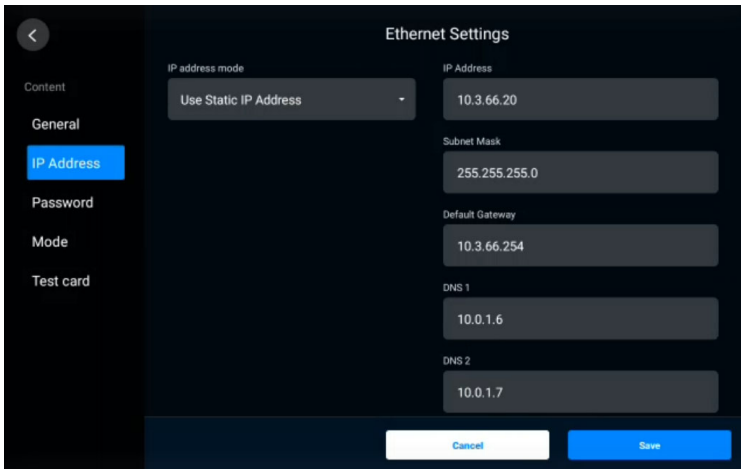 Ethernet Settings
Content
General
IP Address
Password
Mode
Test card
IP address mode
Use Static IP Address
IP Address
10.3.66.20
Subnet Mask
255.255.255.0
Default Gateway
10.3.66.254
DNS 1
10.0.1.6
DNS 2
10.0.1.7
Cancel
Save